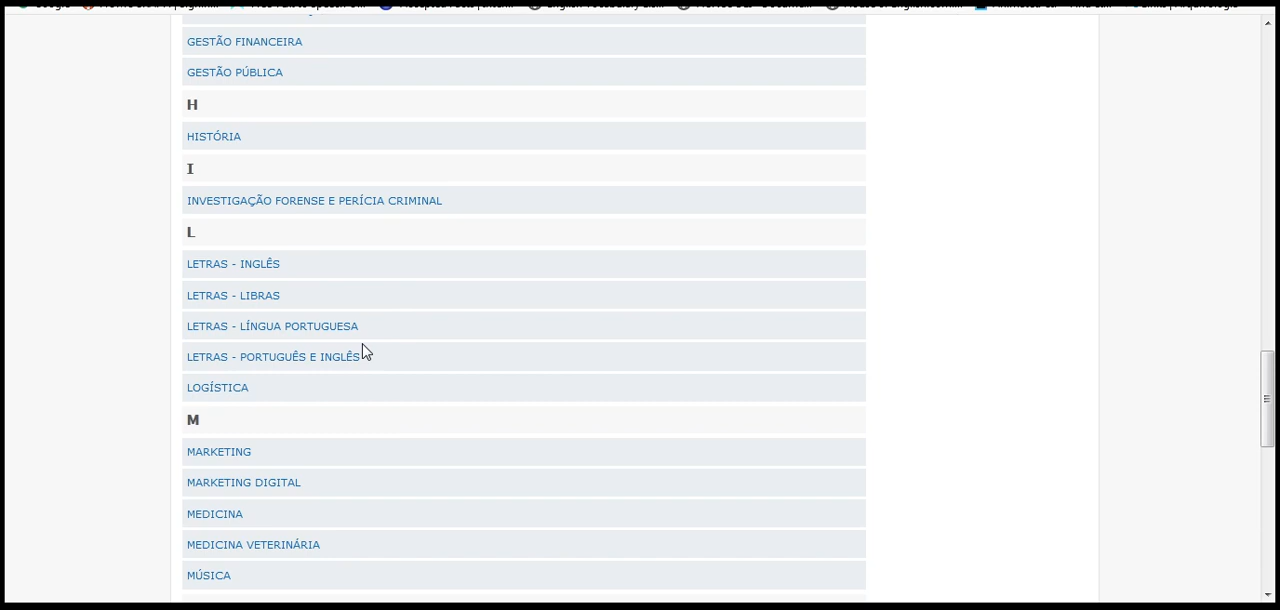 GESTÃO FINANCEIRA
GESTÃO PÚBLICA
H
HISTÓRIA
I
INVESTIGAÇÃO FORENSE E PERÍCIA CRIMINAL
L
LETRAS - INGLÊS
LETRAS - LIBRAS
LETRAS - LÍNGUA PORTUGUESA
LETRAS - PORTUGUÊS E INGLÊS
LOGÍSTICA
M
MARKETING
MARKETING DIGITAL
MEDICINA
MEDICINA VETERINÁRIA
MÚSICA